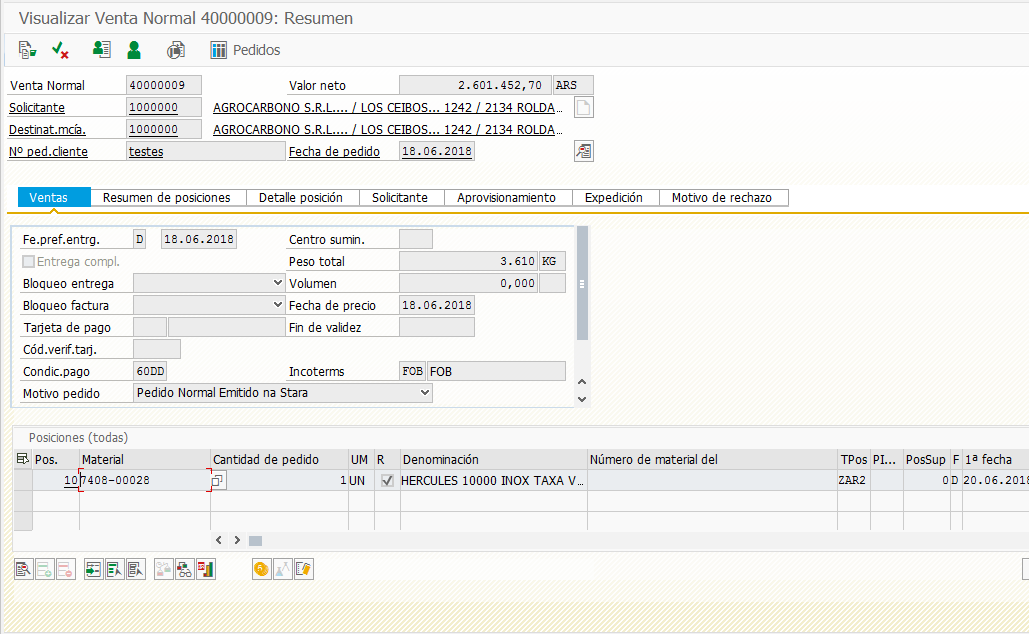 Visualizar Venta Normal 40000009: Resumen
Pedidos
Venta Normal 40000009 Valor neto 2.601.452,70 ARS
Solicitante 1000000 AGROCARBONO S.R.L.... / LOS CEIBOS... 1242 / 2134 ROLDA...
Destinat.mcía. 1000000 AGROCARBONO S.R.L.... / LOS CEIBOS... 1242 / 2134 ROLDA...
Nº ped.cliente testes Fecha de pedido 18.06.2018
Ventas Resumen de posiciones Detalle posición Solicitante Aprovisionamiento Expedición Motivo de rechazo
Fe.pref.entrg. D 18.06.2018 Centro sumin.
Entrega compl. Peso total 3.610 KG
Bloqueo entrega Volumen 0,000
Bloqueo factura Fecha de precio 18.06.2018
Tarjeta de pago Fin de validez
Cód.verif.tarj.
Condic.pago 60DD Incoterms FOB FOB
Motivo pedido Pedido Normal Emitido na Stara
Posiciones (todas)
Pos. Material Cantidad de pedido UM R Denominación Número de material del TPos PI... PosSup F 1ª fecha
10 7408-00028 1 UN HERCULES 10000 INOX TAXA V... ZAR2 0 D 20.06.2018